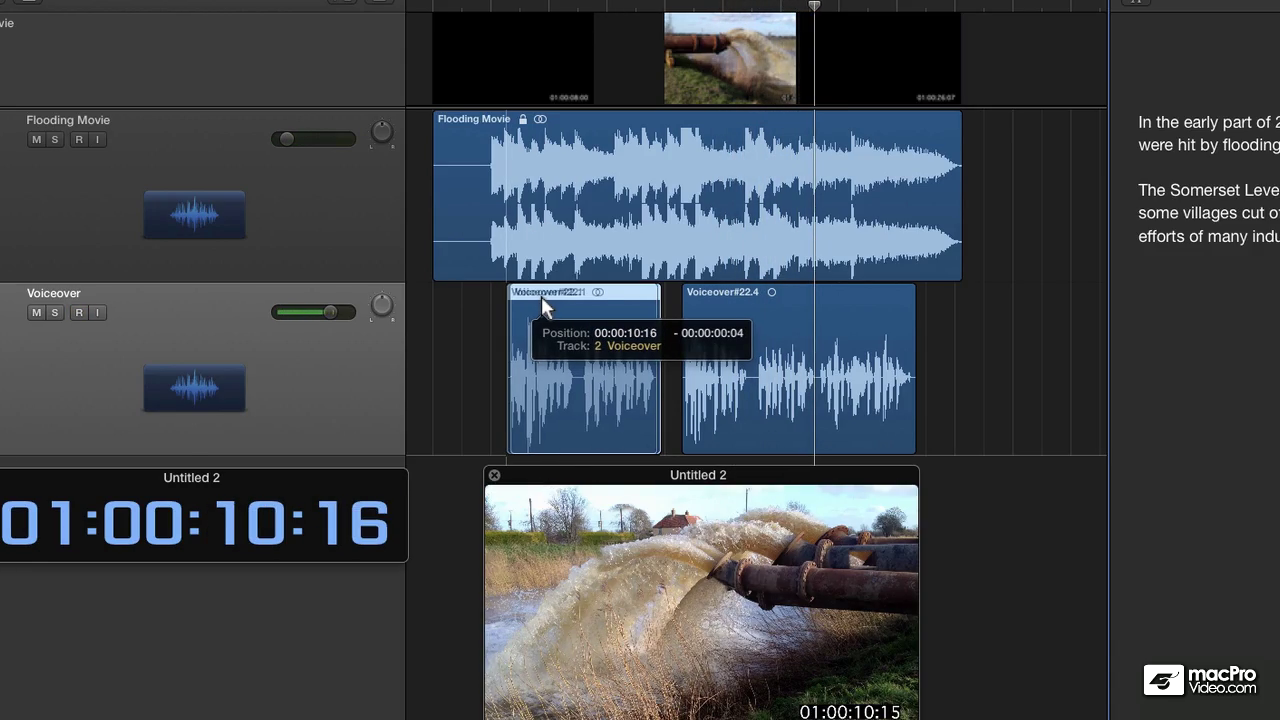 vie
01:00:08:00
01:00:26:07
Flooding Movie
M S R I
L R
Flooding Movie
In the early part of 2
were hit by flooding
The Somerset Leve
some villages cut o
efforts of many indu
Voiceover
M S R I
L R
Voiceover#22.4
Position: 00:00:10:16 - 00:00:00:04
Track: 2 Voiceover
Untitled 2
01:00:10:16
Untitled 2
01:00:10:15
macPro
Video.com